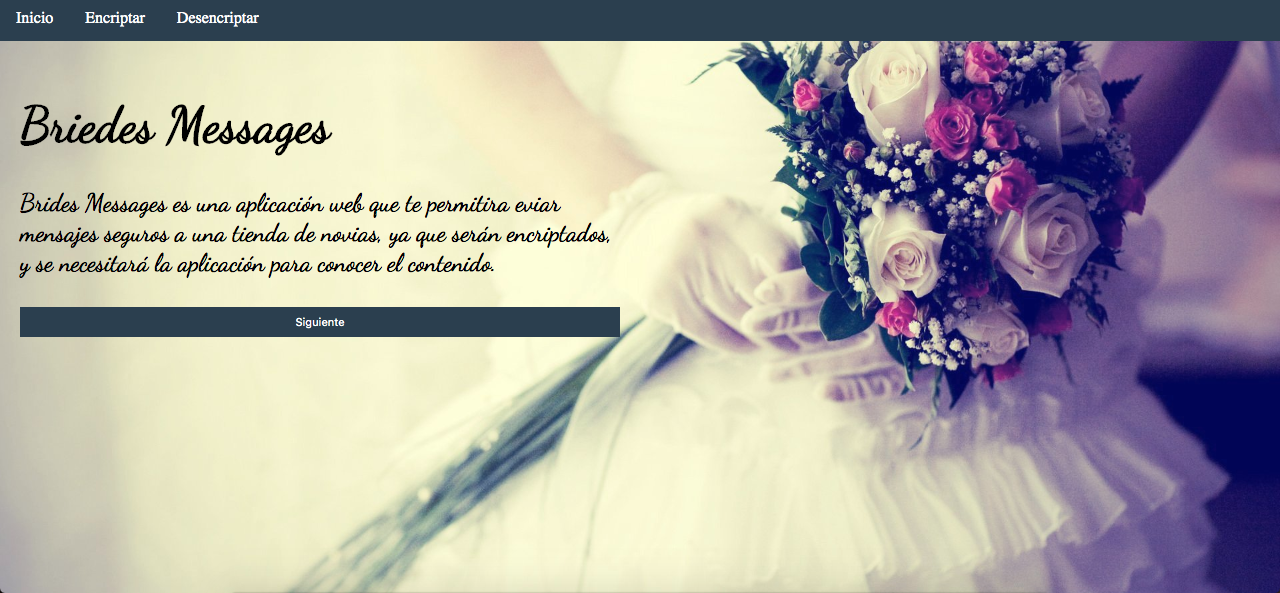 Inicio Encriptar Desencriptar
Briedes Messages
Brides Messages es una aplicación web que te permitira eviar
mensajes seguros a una tienda de novias, ya que serán encriptados,
y se necesitará la aplicación para conocer el contenido.
Siguiente